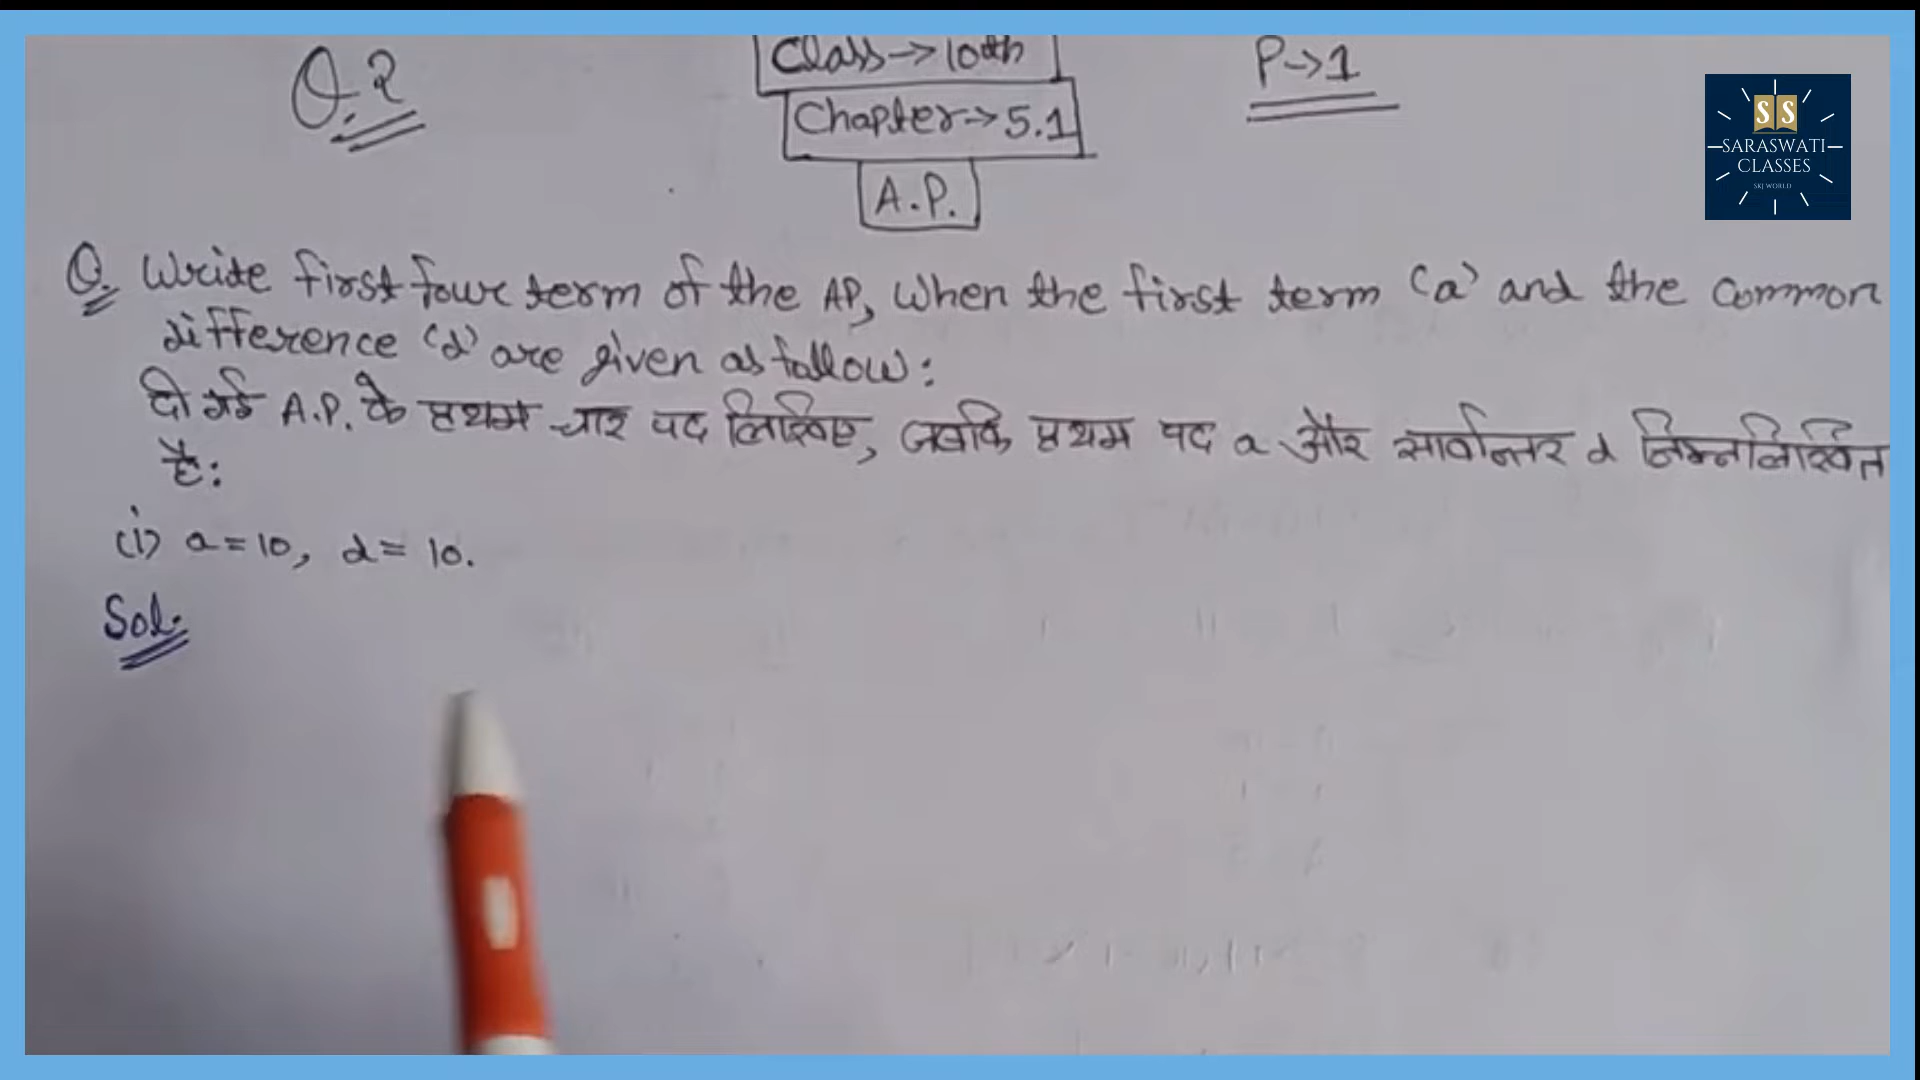 Q.2
Class→10th
P→1
Chapter→5.1
A.P.
S S
SARASWATI
CLASSES
SKJ WORLD
Q. Write first four term of the AP, When the first term 'a' and the common
difference 'd' are given as follow:
दी गई A.P. के प्रथम चार पद लिखिए, जबकि प्रथम पद a और सार्वान्तर d निम्नलिखित
है:
(i) a=10, d= 10.
Sol.